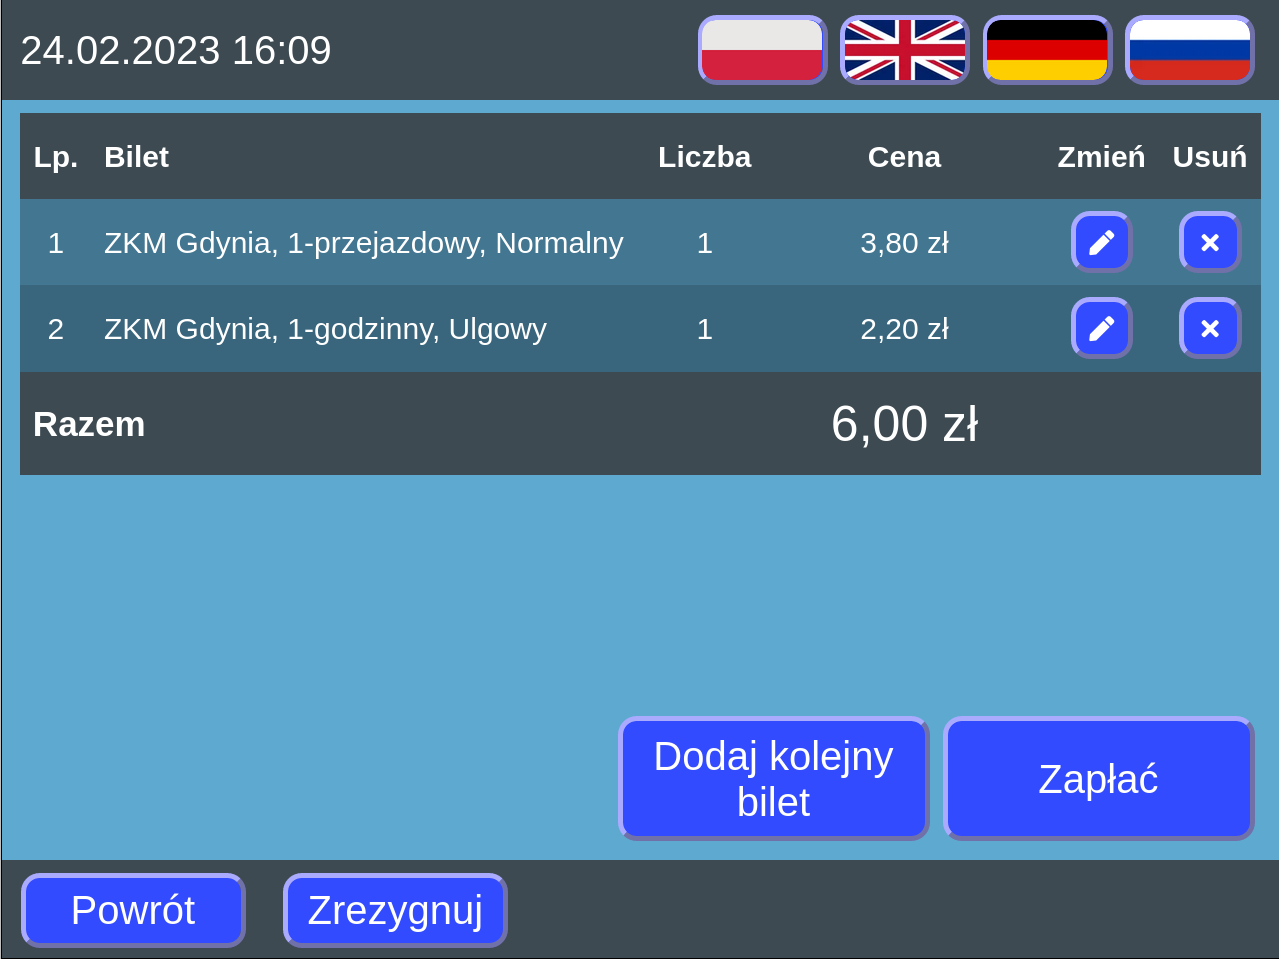 24.02.2023 16:09
Lp. Bilet Liczba Cena Zmień Usuń
1 ZKM Gdynia, 1-przejazdowy, Normalny 1 3,80 zł
2 ZKM Gdynia, 1-godzinny, Ulgowy 1 2,20 zł
Razem 6,00 zł
Dodaj kolejny
bilet
Zapłać
Powrót Zrezygnuj